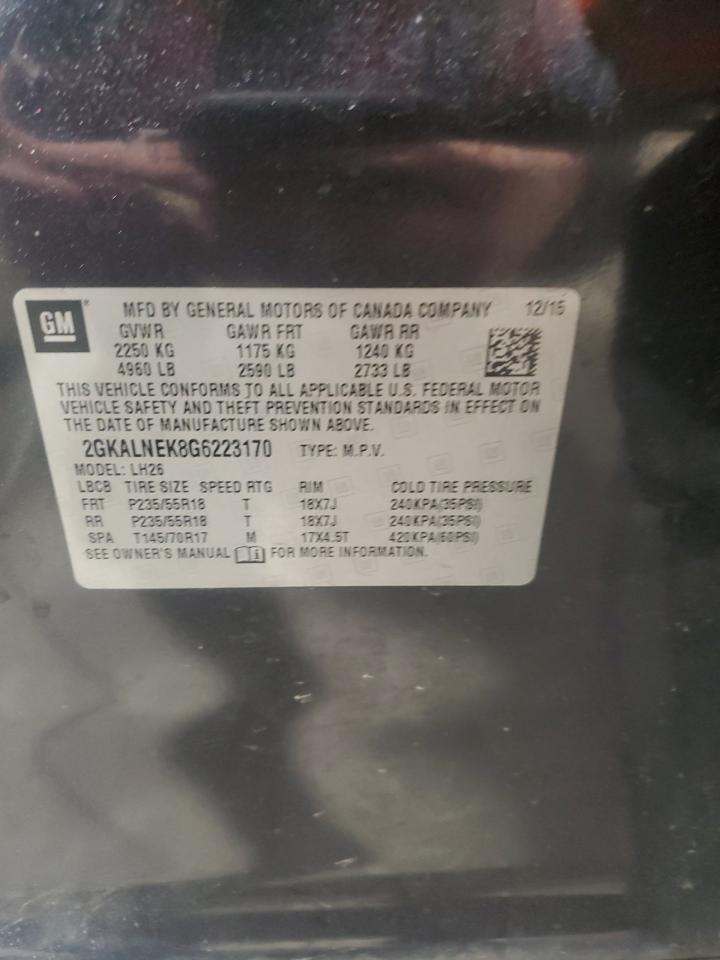 GM® MFD BY GENERAL MOTORS OF CANADA COMPANY 12/15
GVWR GAWR FRT GAWR RR
2250 KG 1175 KG 1240 KG
4960 LB 2590 LB 2733 LB
THIS VEHICLE CONFORMS TO ALL APPLICABLE U.S. FEDERAL MOTOR
VEHICLE SAFETY AND THEFT PREVENTION STANDARDS IN EFFECT ON
THE DATE OF MANUFACTURE SHOWN ABOVE.
2GKALNEK8G6223170 TYPE: M.P.V.
MODEL: LH26
LBCB TIRE SIZE SPEED RTG RIM COLD TIRE PRESSURE
FRT P235/55R18 T 18X7J 240KPA(35PSI)
RR P235/55R18 T 18X7J 240KPA(35PSI)
SPA T145/70R17 M 17X4.5T 420KPA(60PSI)
SEE OWNER'S MANUAL FOR MORE INFORMATION.